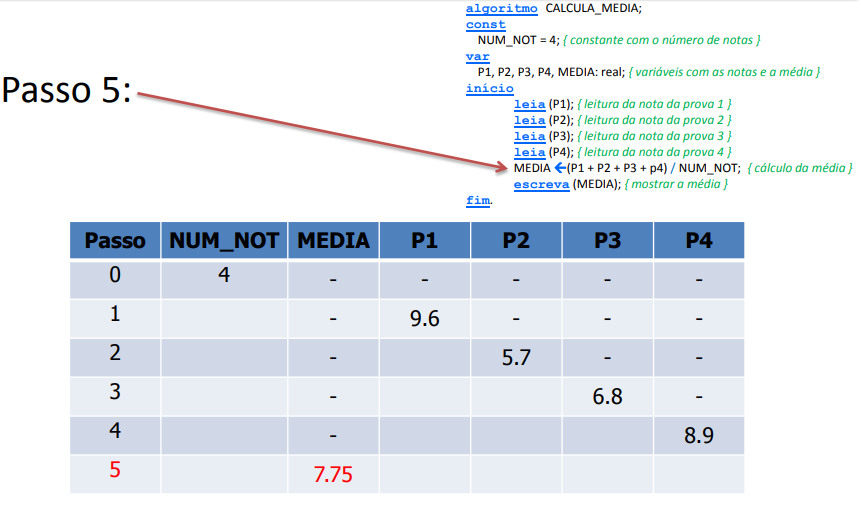 algoritmo CALCULA_MEDIA;
const
NUM_NOT = 4; { constante com o número de notas }
var
P1, P2, P3, P4, MEDIA: real; { variáveis com as notas e a média }
início
leia (P1); { leitura da nota da prova 1 }
leia (P2); { leitura da nota da prova 2 }
leia (P3); { leitura da nota da prova 3 }
leia (P4); { leitura da nota da prova 4 }
MEDIA ←(P1 + P2 + P3 + p4) / NUM_NOT; { cálculo da média }
escreva (MEDIA); { mostrar a média }
fim.
Passo 5:
Passo NUM_NOT MEDIA P1 P2 P3 P4
0 4 - - - - -
1 - 9.6 - - -
2 - 5.7 - -
3 - 6.8 -
4 - 8.9
5 7.75